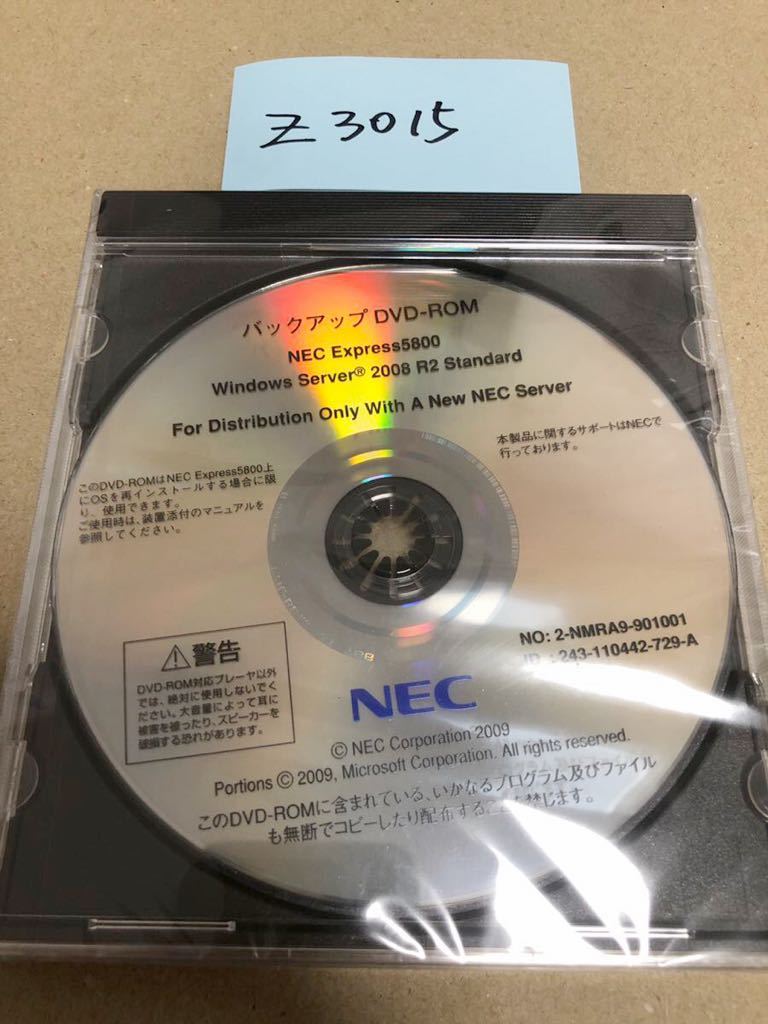 Z3015
バックアップ DVD-ROM
NEC Express5800
Windows Server® 2008 R2 Standard
For Distribution Only With A New NEC Server
本製品に関するサポートはNECで
行っております。
このDVD-ROMはNEC Express5800上
にOSを再インストールする場合に限
り、使用できます。
ご使用時は、装置添付のマニュアルを
参照してください。
警告
DVD-ROM対応プレーヤ以外
では、絶対に使用しないでく
ださい。大音量によって耳に
被害を被ったり、スピーカーを
破損する恐れがあります。
NO: 2-NMRA9-901001
ID : 243-110442-729-A
NEC
© NEC Corporation 2009
Portions © 2009, Microsoft Corporation. All rights reserved.
このDVD-ROMに含まれている、いかなるプログラム及びファイル
も無断でコピーしたり配布することも禁じます。